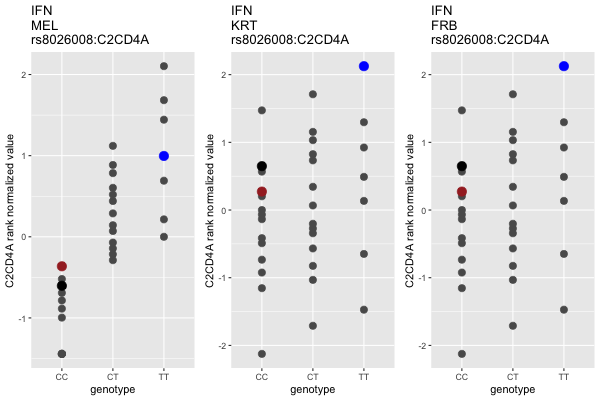 IFN
MEL
rs8026008:C2CD4A
C2CD4A rank normalized value
2
1
0
-1
CC
CT
TT
genotype
IFN
KRT
rs8026008:C2CD4A
C2CD4A rank normalized value
2
1
0
-1
-2
CC
CT
TT
genotype
IFN
FRB
rs8026008:C2CD4A
C2CD4A rank normalized value
2
1
0
-1
-2
CC
CT
TT
genotype